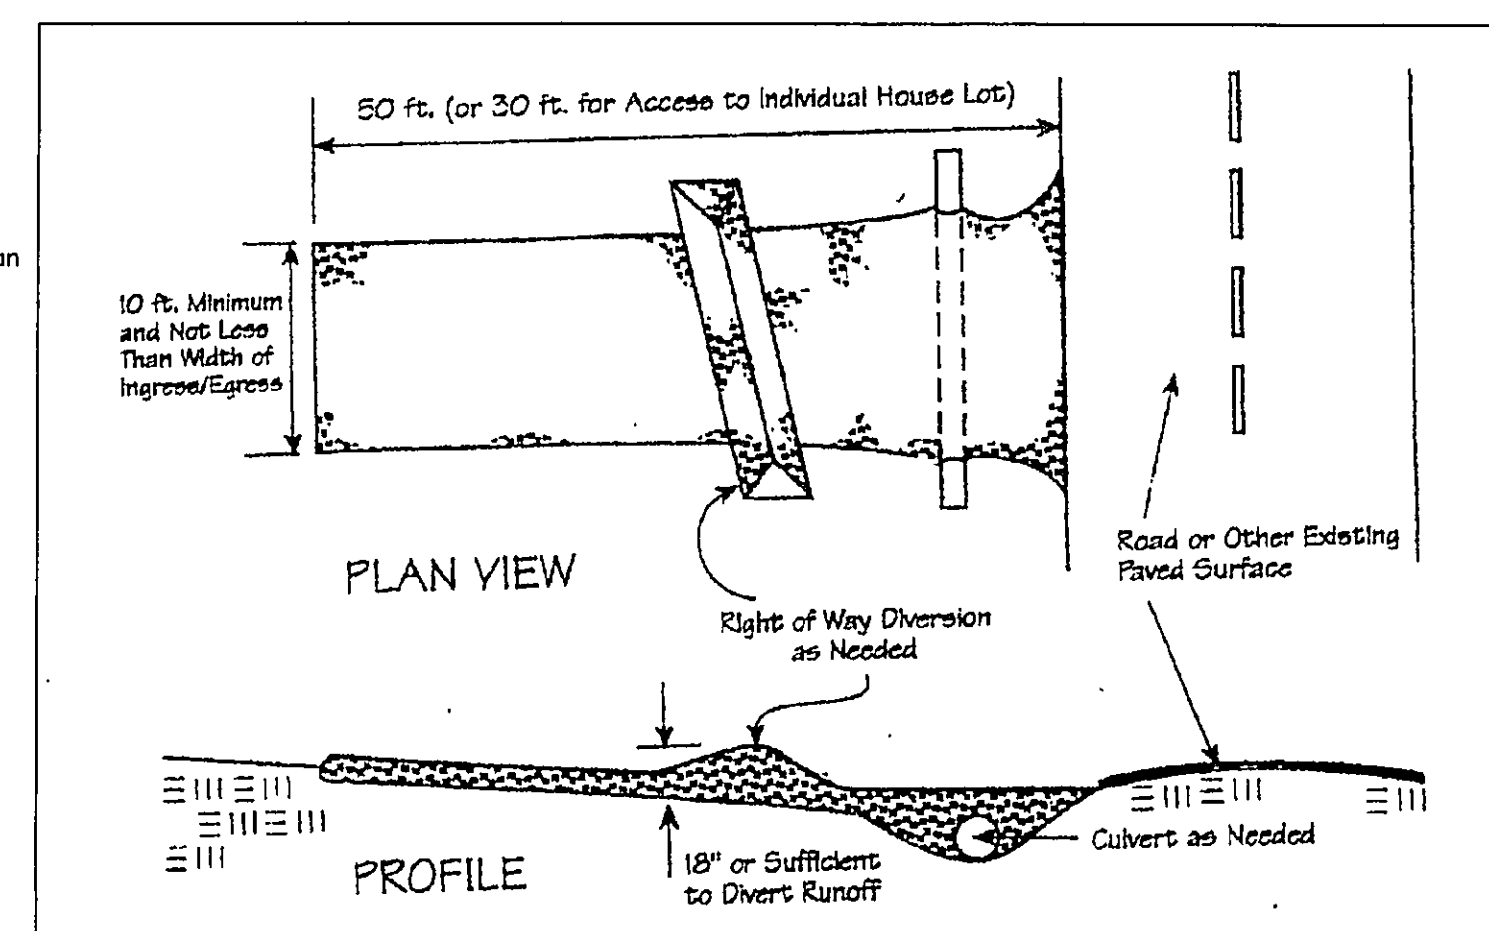 50 ft. (or 30 ft. for Access to Individual House Lot)
10 ft. Minimum
and Not Less
Than Width of
Ingress/Egress
PLAN VIEW
Road or Other Existing
Paved Surface
Right of Way Diversion
as Needed
Culvert as Needed
18" or Sufficient
to Divert Runoff
PROFILE